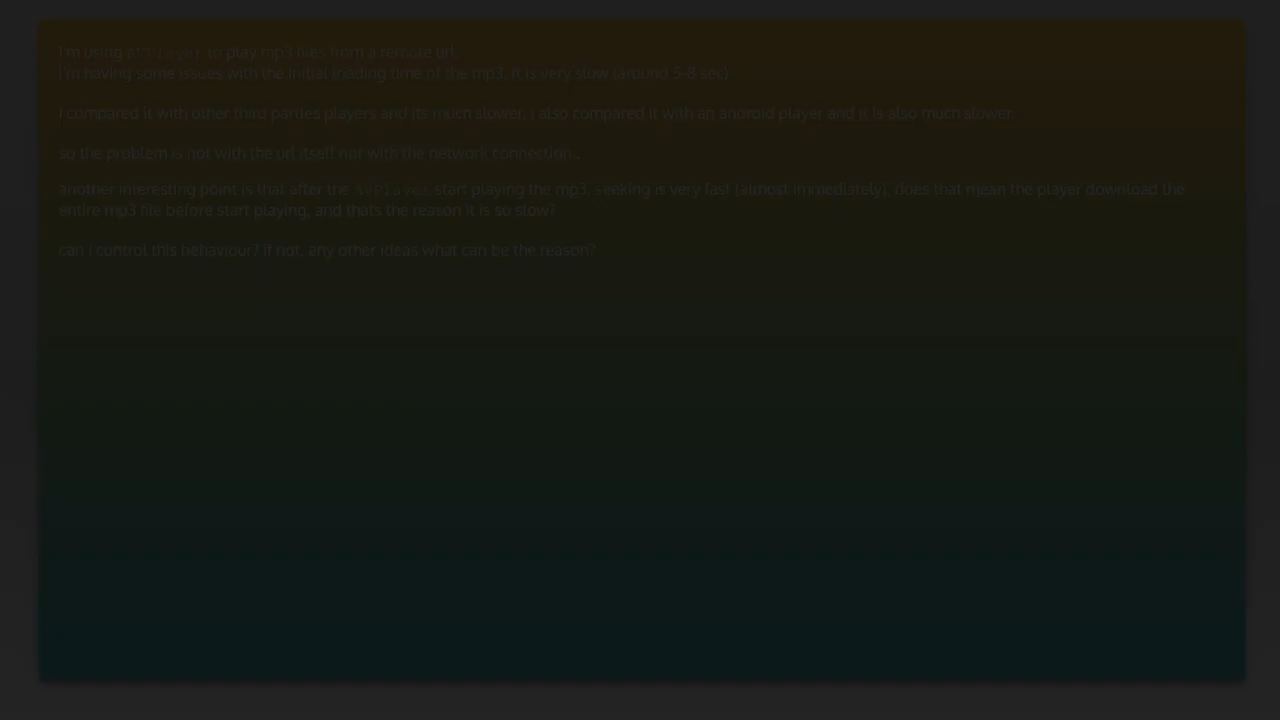 I'm using AVPlayer to play mp3 files from a remote url.
I'm having some issues with the initial loading time of the mp3, it is very slow (around 5-8 sec)
I compared it with other third parties players and its much slower, i also compared it with an android player and it is also much slower.
so the problem is not with the url itself not with the network connection..
another interesting point is that after the AVPlayer start playing the mp3, seeking is very fast (almost immediately), does that mean the player download the
entire mp3 file before start playing, and thats the reason it is so slow?
can i control this behaviour? if not, any other ideas what can be the reason?